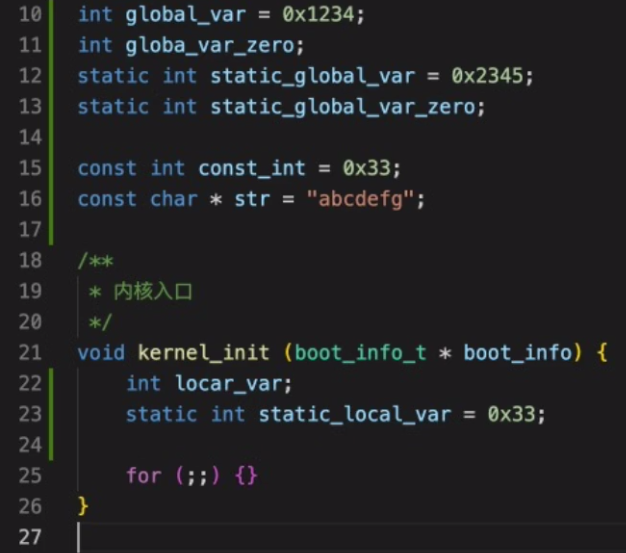 10 int global_var = 0x1234;
11 int globa_var_zero;
12 static int static_global_var = 0x2345;
13 static int static_global_var_zero;
14
15 const int const_int = 0x33;
16 const char * str = "abcdefg";
17
18 /**
19 * 内核入口
20 */
21 void kernel_init (boot_info_t * boot_info) {
22 int locar_var;
23 static int static_local_var = 0x33;
24
25 for (;;) {}
26 }
27